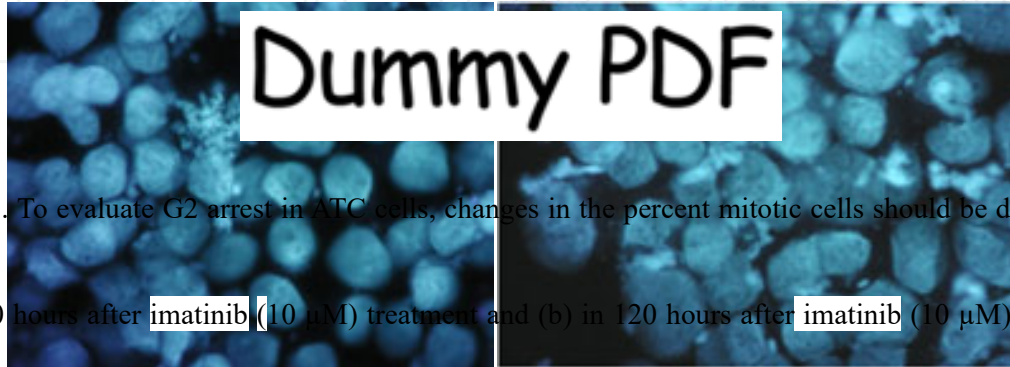 Dummy PDF
. To evaluate G2 arrest in ATC cells, changes in the percent mitotic cells should be d
0 hours after imatinib (10 μM) treatment and (b) in 120 hours after imatinib (10 μM)